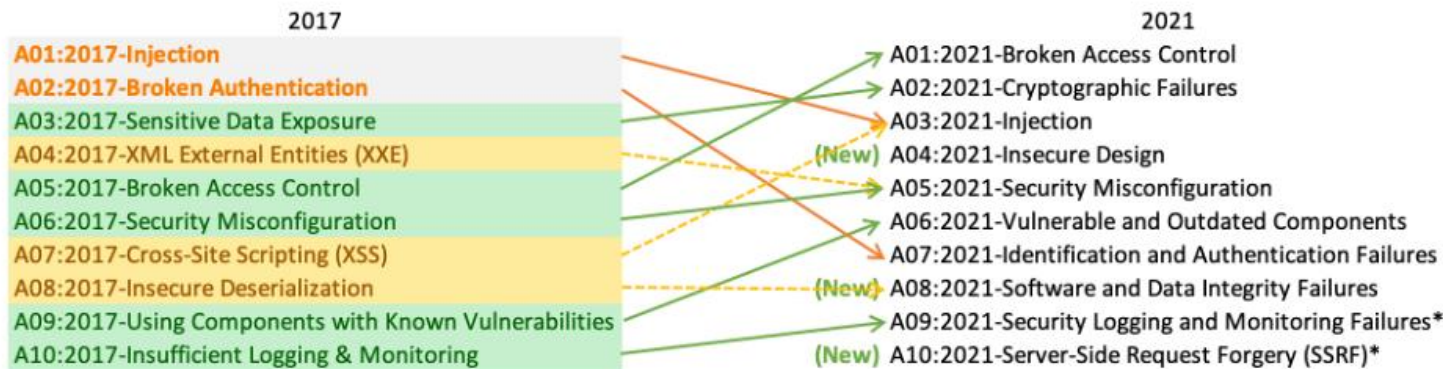 2017
2021
A01:2017-Injection
A01:2021-Broken Access Control
A02:2017-Broken Authentication
A02:2021-Cryptographic Failures
A03:2017-Sensitive Data Exposure
A03:2021-Injection
A04:2017-XML External Entities (XXE)
(New) A04:2021-Insecure Design
A05:2017-Broken Access Control
A05:2021-Security Misconfiguration
A06:2017-Security Misconfiguration
A06:2021-Vulnerable and Outdated Components
A07:2017-Cross-Site Scripting (XSS)
A07:2021-Identification and Authentication Failures
A08:2017-Insecure Deserialization
(New) A08:2021-Software and Data Integrity Failures
A09:2017-Using Components with Known Vulnerabilities
A09:2021-Security Logging and Monitoring Failures*
A10:2017-Insufficient Logging & Monitoring
(New) A10:2021-Server-Side Request Forgery (SSRF)*